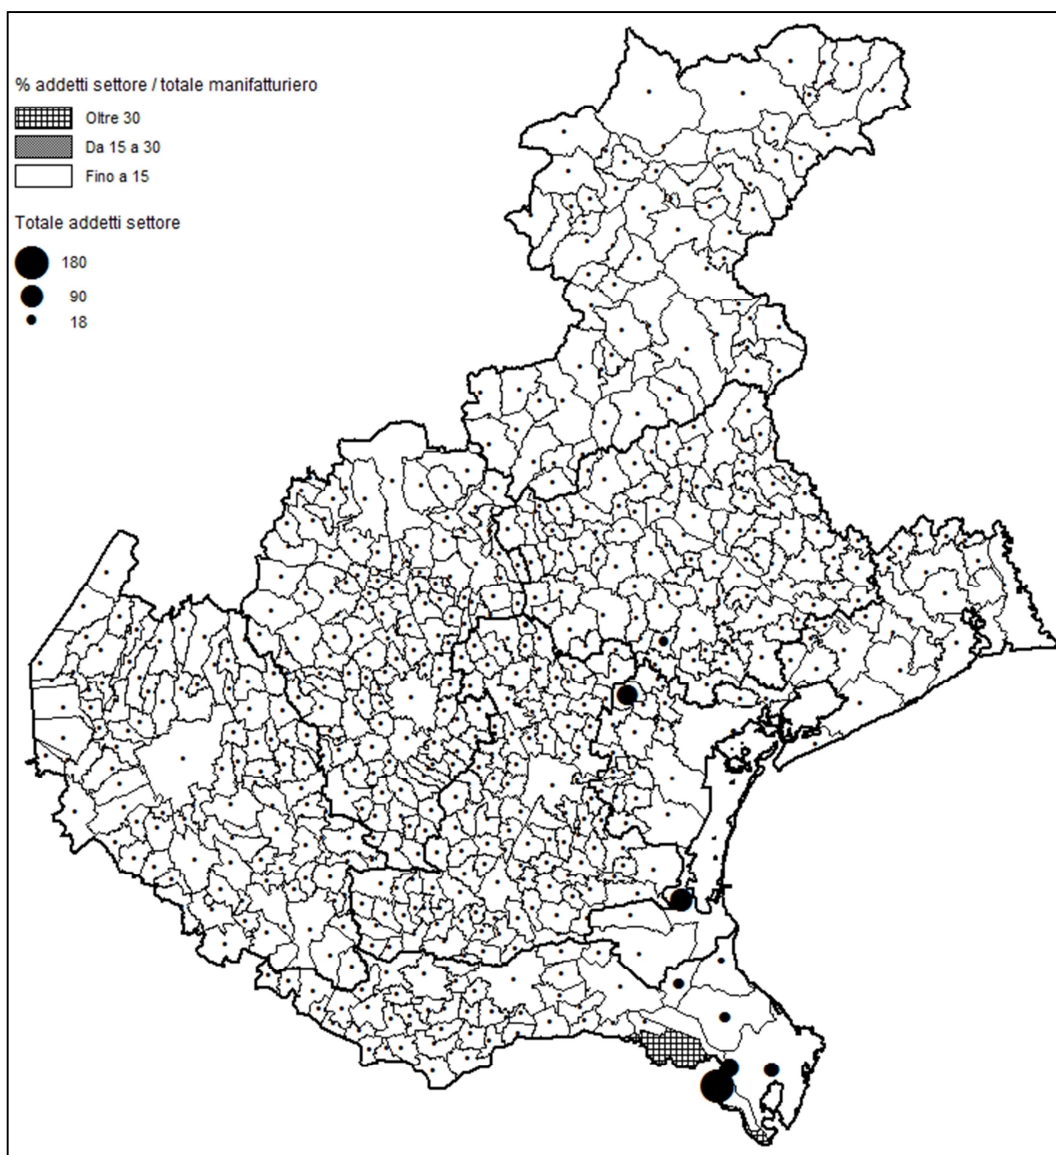 % addetti settore / totale manifatturiero
Oltre 30
Da 15 a 30
Fino a 15
Totale addetti settore
180
90
18